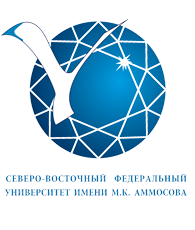 СЕВЕРО-ВОСТОЧНЫЙ ФЕДЕРАЛЬНЫЙ
УНИВЕРСИТЕТ ИМЕНИ М.К. АММОСОВА